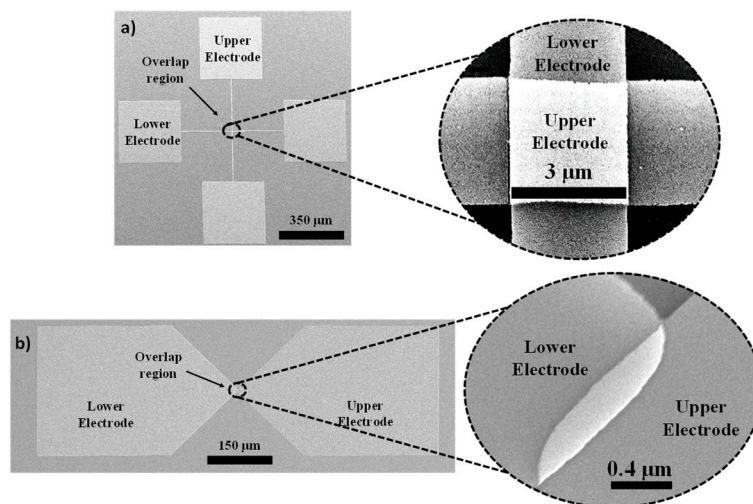 a)
Upper
Electrode
Overlap
region
Lower
Electrode
350 μm
Lower
Electrode
Upper
Electrode
3 μm
b)
Overlap
region
Lower
Electrode
Upper
Electrode
150 μm
Lower
Electrode
Upper
Electrode
0.4 μm